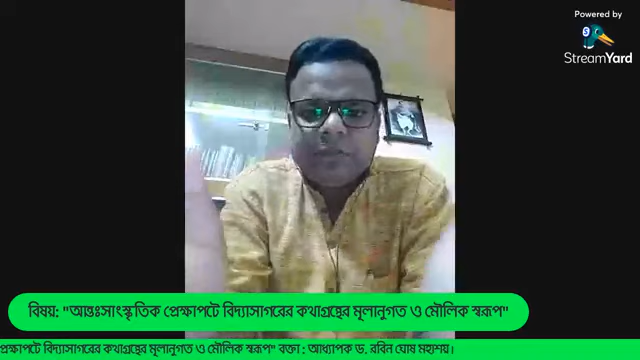 Powered by
StreamYard
বিষয়: "আন্তঃসাংস্কৃতিক প্রেক্ষাপটে বিদ্যাসাগরের কথাগ্রন্থের মূলানুগত ও মৌলিক স্বরূপ"
প্রেক্ষাপটে বিদ্যাসাগরের কথাগ্রন্থের মূলানুগত ও মৌলিক স্বরূপ" বক্তা : অধ্যাপক ড. রবিন ঘোষ মহাশয়।